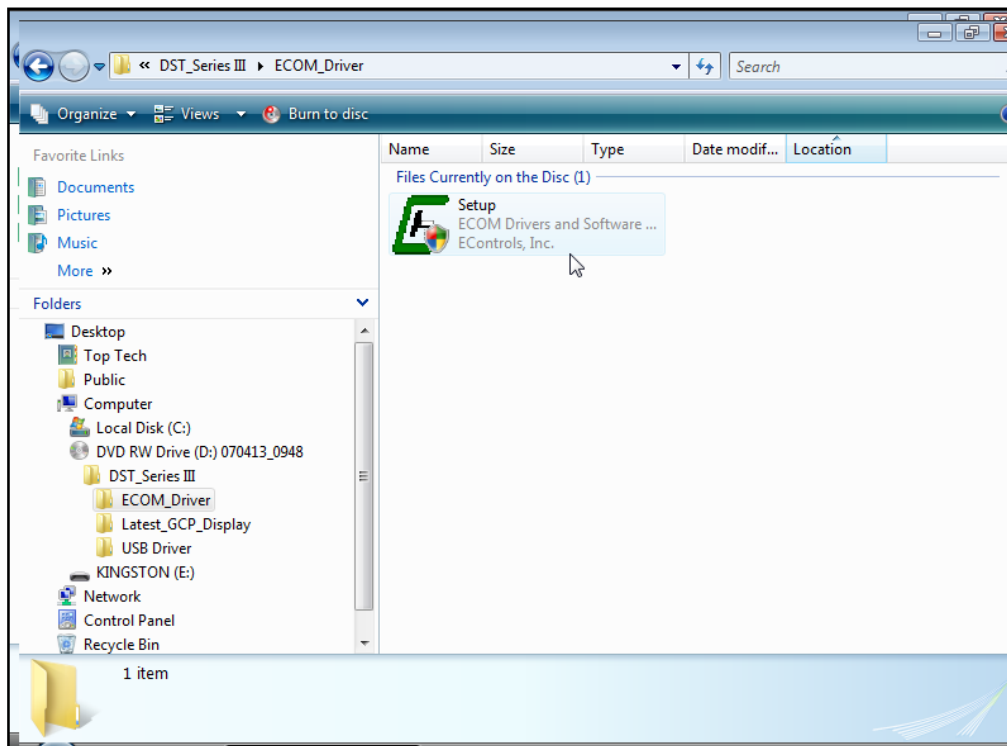 « DST_Series III ▸ ECOM_Driver
Search
Organize
Views
Burn to disc
Favorite Links
Documents
Pictures
Music
More »
Folders
Desktop
Top Tech
Public
Computer
Local Disk (C:)
DVD RW Drive (D:) 070413_0948
DST_Series III
ECOM_Driver
Latest_GCP_Display
USB Driver
KINGSTON (E:)
Network
Control Panel
Recycle Bin
Name Size Type Date modif... Location
Files Currently on the Disc (1)
Setup
ECOM Drivers and Software ...
EControls, Inc.
1 item